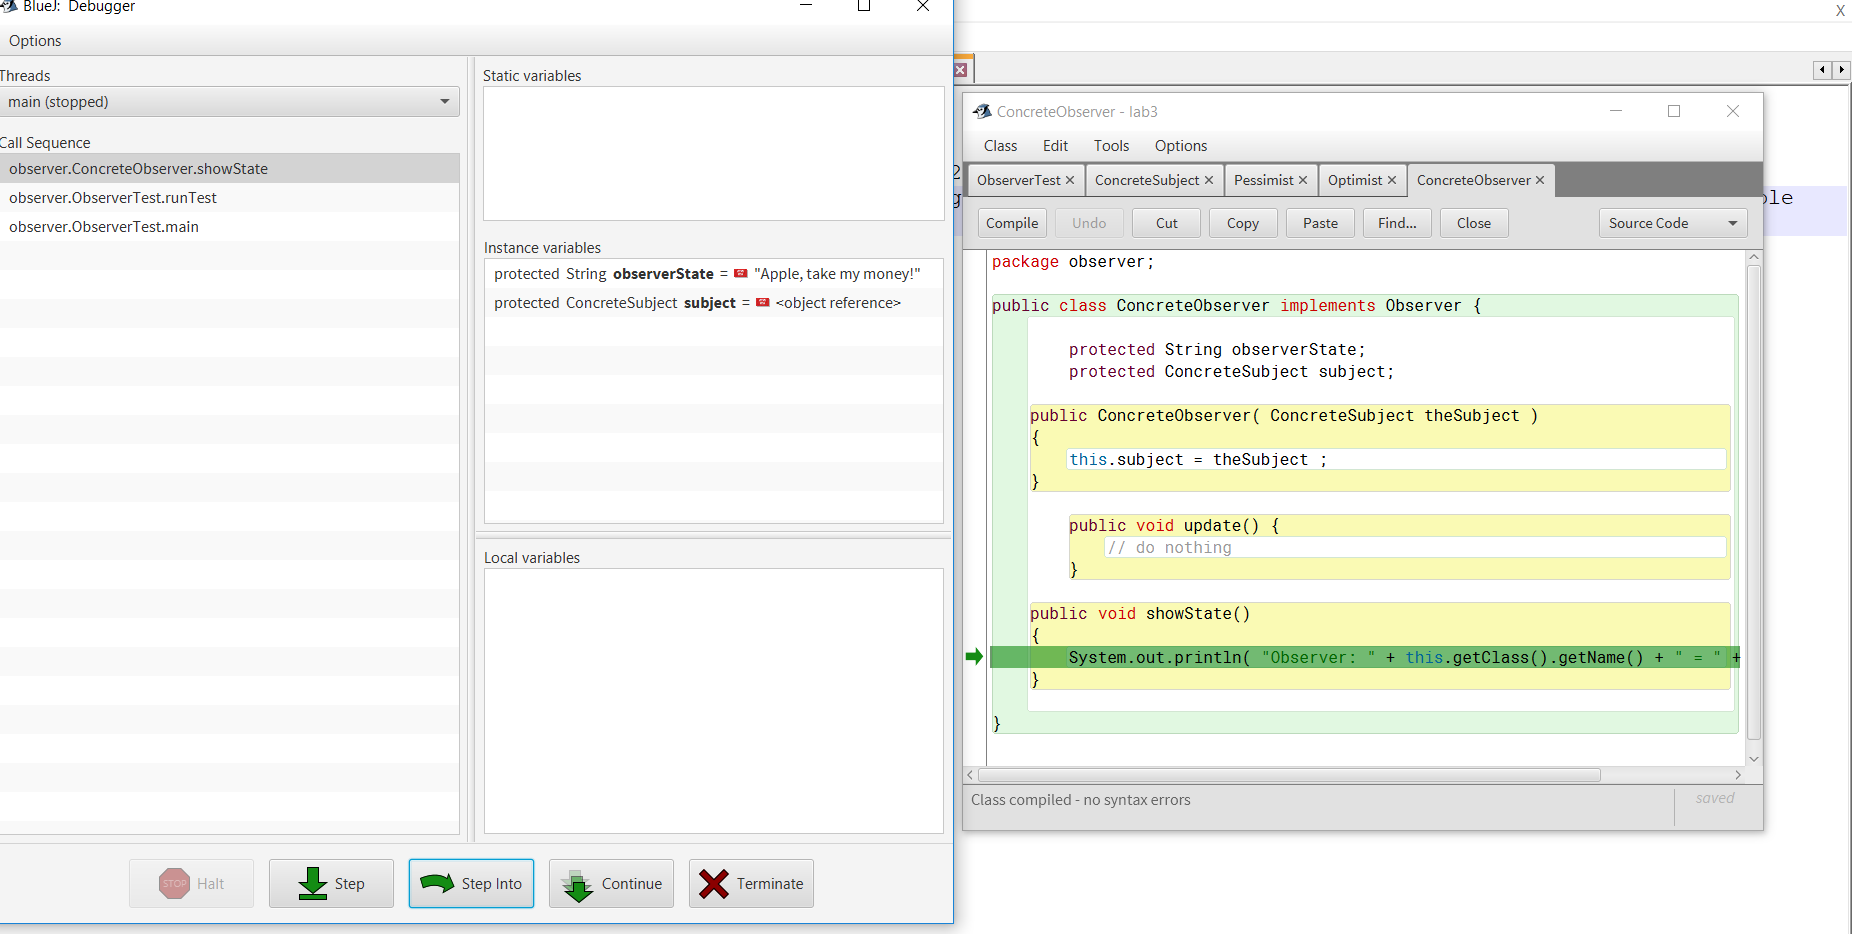 BlueJ: Debugger
Options
Threads
main (stopped)
Call Sequence
observer.ConcreteObserver.showState
observer.ObserverTest.runTest
observer.ObserverTest.main
Static variables
Instance variables
protected String observerState = "Apple, take my money!"
protected ConcreteSubject subject = <object reference>
Local variables
STOP Halt
Step
Step Into
Continue
Terminate
X
2
g
ole
ConcreteObserver - lab3
Class Edit Tools Options
ObserverTest ConcreteSubject Pessimist Optimist ConcreteObserver
Compile Undo Cut Copy Paste Find... Close Source Code
package observer;
public class ConcreteObserver implements Observer {
protected String observerState;
protected ConcreteSubject subject;
public ConcreteObserver( ConcreteSubject theSubject )
{
this.subject = theSubject ;
}
public void update() {
// do nothing
}
public void showState()
{
System.out.println( "Observer: " + this.getClass().getName() + " = " +
}
}
Class compiled - no syntax errors
saved